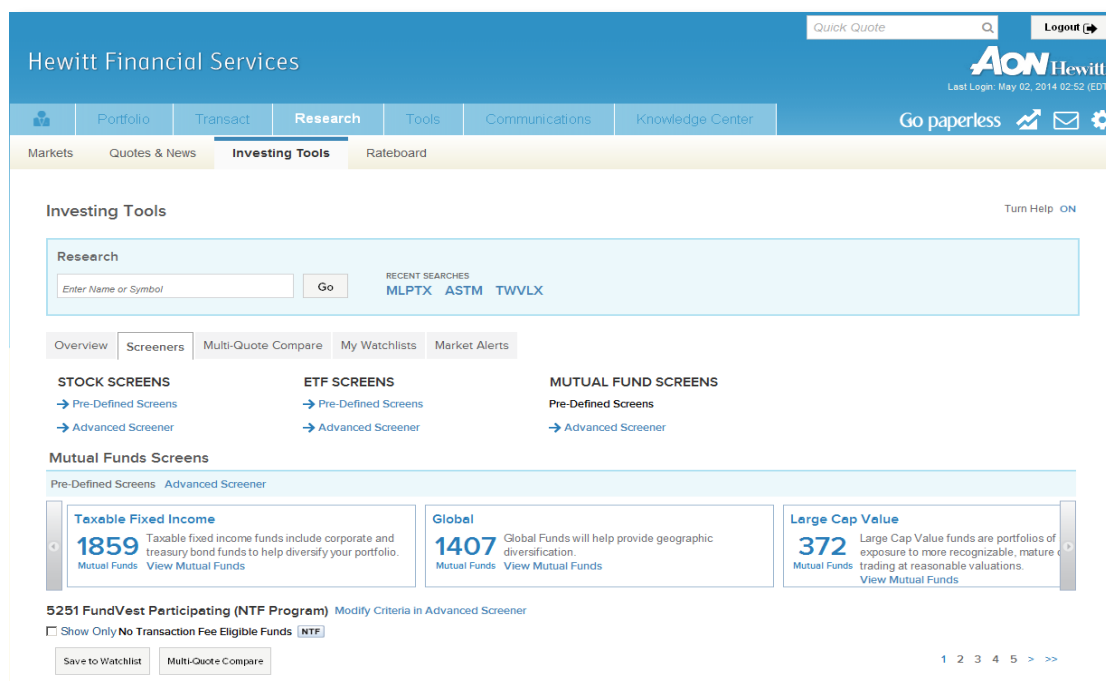 Quick Quote
Logout
Hewitt Financial Services
AON Hewitt
Last Login: May 02, 2014 02:52 (EDT
Portfolio Transact Research Tools Communications Knowledge Center
Go paperless
Markets Quotes & News Investing Tools Rateboard
Investing Tools
Turn Help ON
Research
Enter Name or Symbol
Go
RECENT SEARCHES
MLPTX ASTM TWVLX
Overview Screeners Multi-Quote Compare My Watchlists Market Alerts
STOCK SCREENS ETF SCREENS MUTUAL FUND SCREENS
Pre-Defined Screens Pre-Defined Screens Pre-Defined Screens
Advanced Screener Advanced Screener Advanced Screener
Mutual Funds Screens
Pre-Defined Screens Advanced Screener
Taxable Fixed Income
1859
Mutual Funds
Taxable fixed income funds include corporate and
treasury bond funds to help diversify your portfolio.
View Mutual Funds
Global
1407
Mutual Funds
Global Funds will help provide geographic
diversification.
View Mutual Funds
Large Cap Value
372
Mutual Funds
Large Cap Value funds are portfolios of
exposure to more recognizable, mature
trading at reasonable valuations.
View Mutual Funds
5251 FundVest Participating (NTF Program) Modify Criteria in Advanced Screener
Show Only No Transaction Fee Eligible Funds NTF
Save to Watchlist Multi-Quote Compare
1 2 3 4 5 > >>